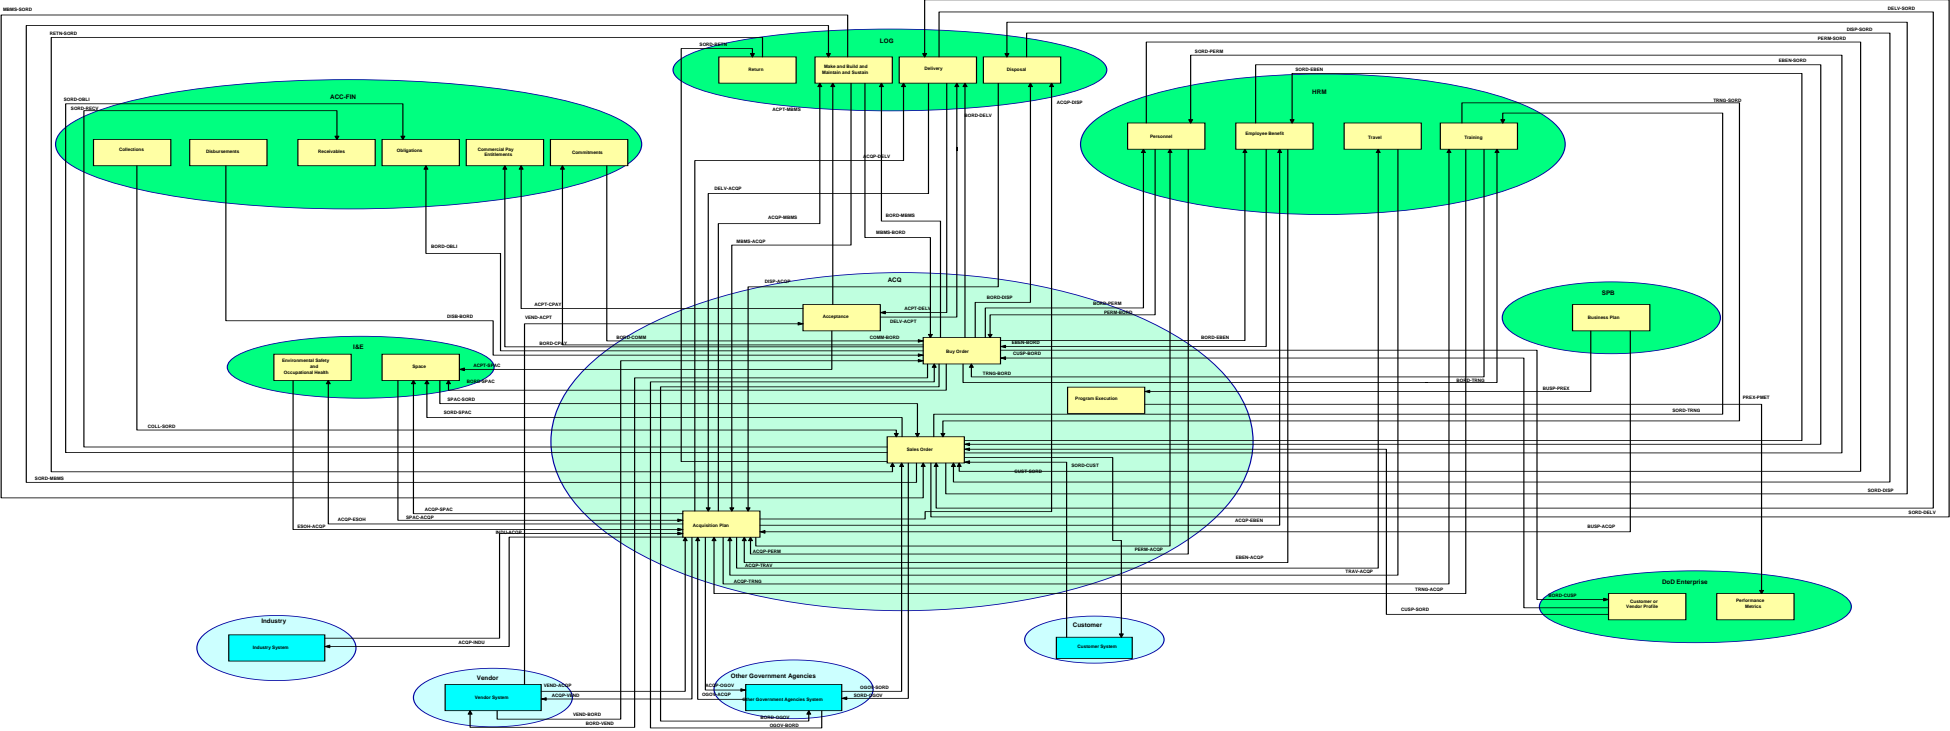 MBMS-SORD
DELV-SORD
RETN-SORD
DISP-SORD
PERM-SORD
LOG
SORD-RETN
SORD-PERM
EBEN-SORD
Return
Make and Build and
Maintain and Sustain
Delivery
Disposal
SORD-EBEN
HRM
ACC-FIN
SORD-OBLI
SORD-RECV
ACPT-MBMS
ACQP-DISP
BORD-DELV
TRNG-SORD
Collections
Disbursements
Receivables
Obligations
Commercial Pay
Entitlements
Commitments
Personnel
Employee Benefit
Travel
Training
ACQP-DELV
DELV-ACQP
ACQP-MBMS
BORD-MBMS
MBMS-BORD
MBMS-ACQP
BORD-OBLI
DISP-ACQP
ACQ
SPB
BORD-DISP
BORD-PERM
PERM-BORD
ACPT-CPAY
ACPT-DELV
DELV-ACPT
DISB-BORD
VEND-ACPT
Acceptance
Business Plan
BORD-COMM
COMM-BORD
BORD-CPAY
BORD-EBEN
EBEN-BORD
CUSP-BORD
Buy Order
I&E
Environmental Safety
and
Occupational Health
Space
ACPT-SPAC
BORD-SPAC
TRNG-BORD
BORD-TRNG
BUSP-PREX
Program Execution
PREX-PMET
SPAC-SORD
SORD-SPAC
SORD-TRNG
COLL-SORD
Sales Order
SORD-CUST
CUST-SORD
SORD-MBMS
SORD-DISP
SORD-DELV
ACQP-SPAC
SPAC-ACQP
ACQP-ESOH
ESOH-ACQP
INDU-ACQP
Acquisition Plan
ACQP-EBEN
BUSP-ACQP
ACQP-PERM
PERM-ACQP
EBEN-ACQP
ACQP-TRAV
TRAV-ACQP
ACQP-TRNG
TRNG-ACQP
DoD Enterprise
BORD-CUSP
CUSP-SORD
Customer or
Vendor Profile
Performance
Metrics
Industry
Industry System
ACQP-INDU
Customer
Customer System
Vendor
Vendor System
VEND-ACQP
ACQP-VEND
VEND-BORD
BORD-VEND
Other Government Agencies
ACQP-OGOV
OGOV-ACQP
Other Government Agencies System
OGOV-SORD
SORD-OGOV
BORD-OGOV
OGOV-BORD